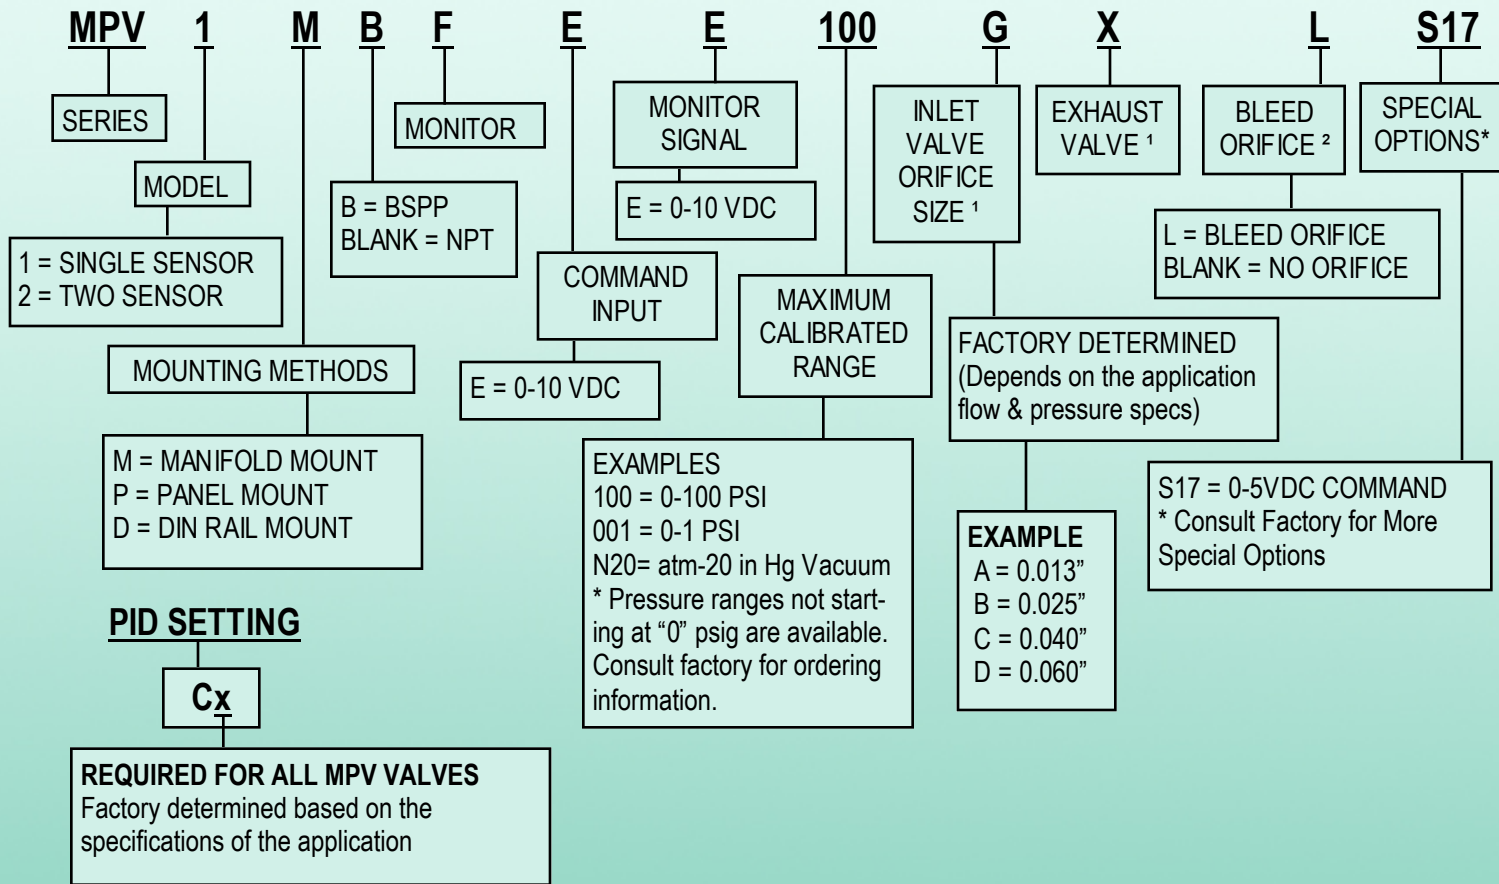 MPV 1 M B F E E 100 G X L S17
SERIES
MODEL
1 = SINGLE SENSOR
2 = TWO SENSOR
MOUNTING METHODS
M = MANIFOLD MOUNT
P = PANEL MOUNT
D = DIN RAIL MOUNT
B = BSPP
BLANK = NPT
MONITOR
COMMAND
INPUT
E = 0-10 VDC
MONITOR
SIGNAL
E = 0-10 VDC
MAXIMUM
CALIBRATED
RANGE
EXAMPLES
100 = 0-100 PSI
001 = 0-1 PSI
N20= atm-20 in Hg Vacuum
* Pressure ranges not start-
ing at “0” psig are available.
Consult factory for ordering
information.
INLET
VALVE
ORIFICE
SIZE ¹
FACTORY DETERMINED
(Depends on the application
flow & pressure specs)
EXAMPLE
A = 0.013”
B = 0.025”
C = 0.040”
D = 0.060”
EXHAUST
VALVE ¹
BLEED
ORIFICE ²
L = BLEED ORIFICE
BLANK = NO ORIFICE
SPECIAL
OPTIONS*
S17 = 0-5VDC COMMAND
* Consult Factory for More
Special Options
PID SETTING
Cx
REQUIRED FOR ALL MPV VALVES
Factory determined based on the
specifications of the application